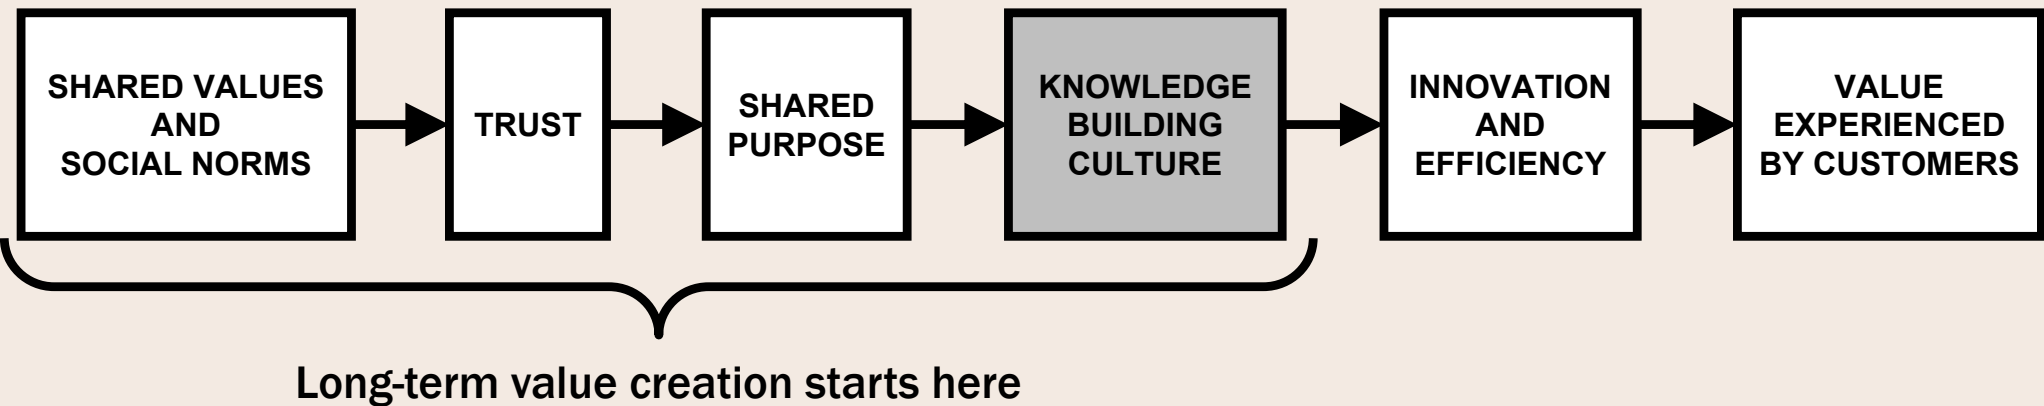 SHARED VALUES
AND
SOCIAL NORMS
TRUST
SHARED
PURPOSE
KNOWLEDGE
BUILDING
CULTURE
INNOVATION
AND
EFFICIENCY
VALUE
EXPERIENCED
BY CUSTOMERS
Long-term value creation starts here